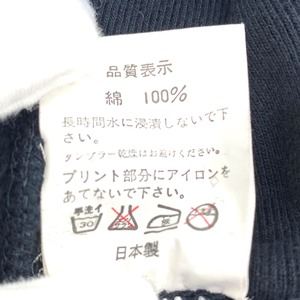 品質表示
綿 100%
長時間水に浸漬しないで下
さい。
タンブラー乾燥はお避けください。
プリント部分にアイロンを
あてないで下さい。
手洗イ
30
日本製